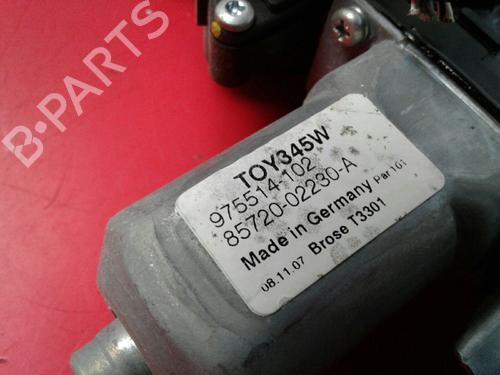 B-PARTS
TOY345W
975514-102
85720-02230-A
Made in Germany Par101
08.11.07 Brose T3301